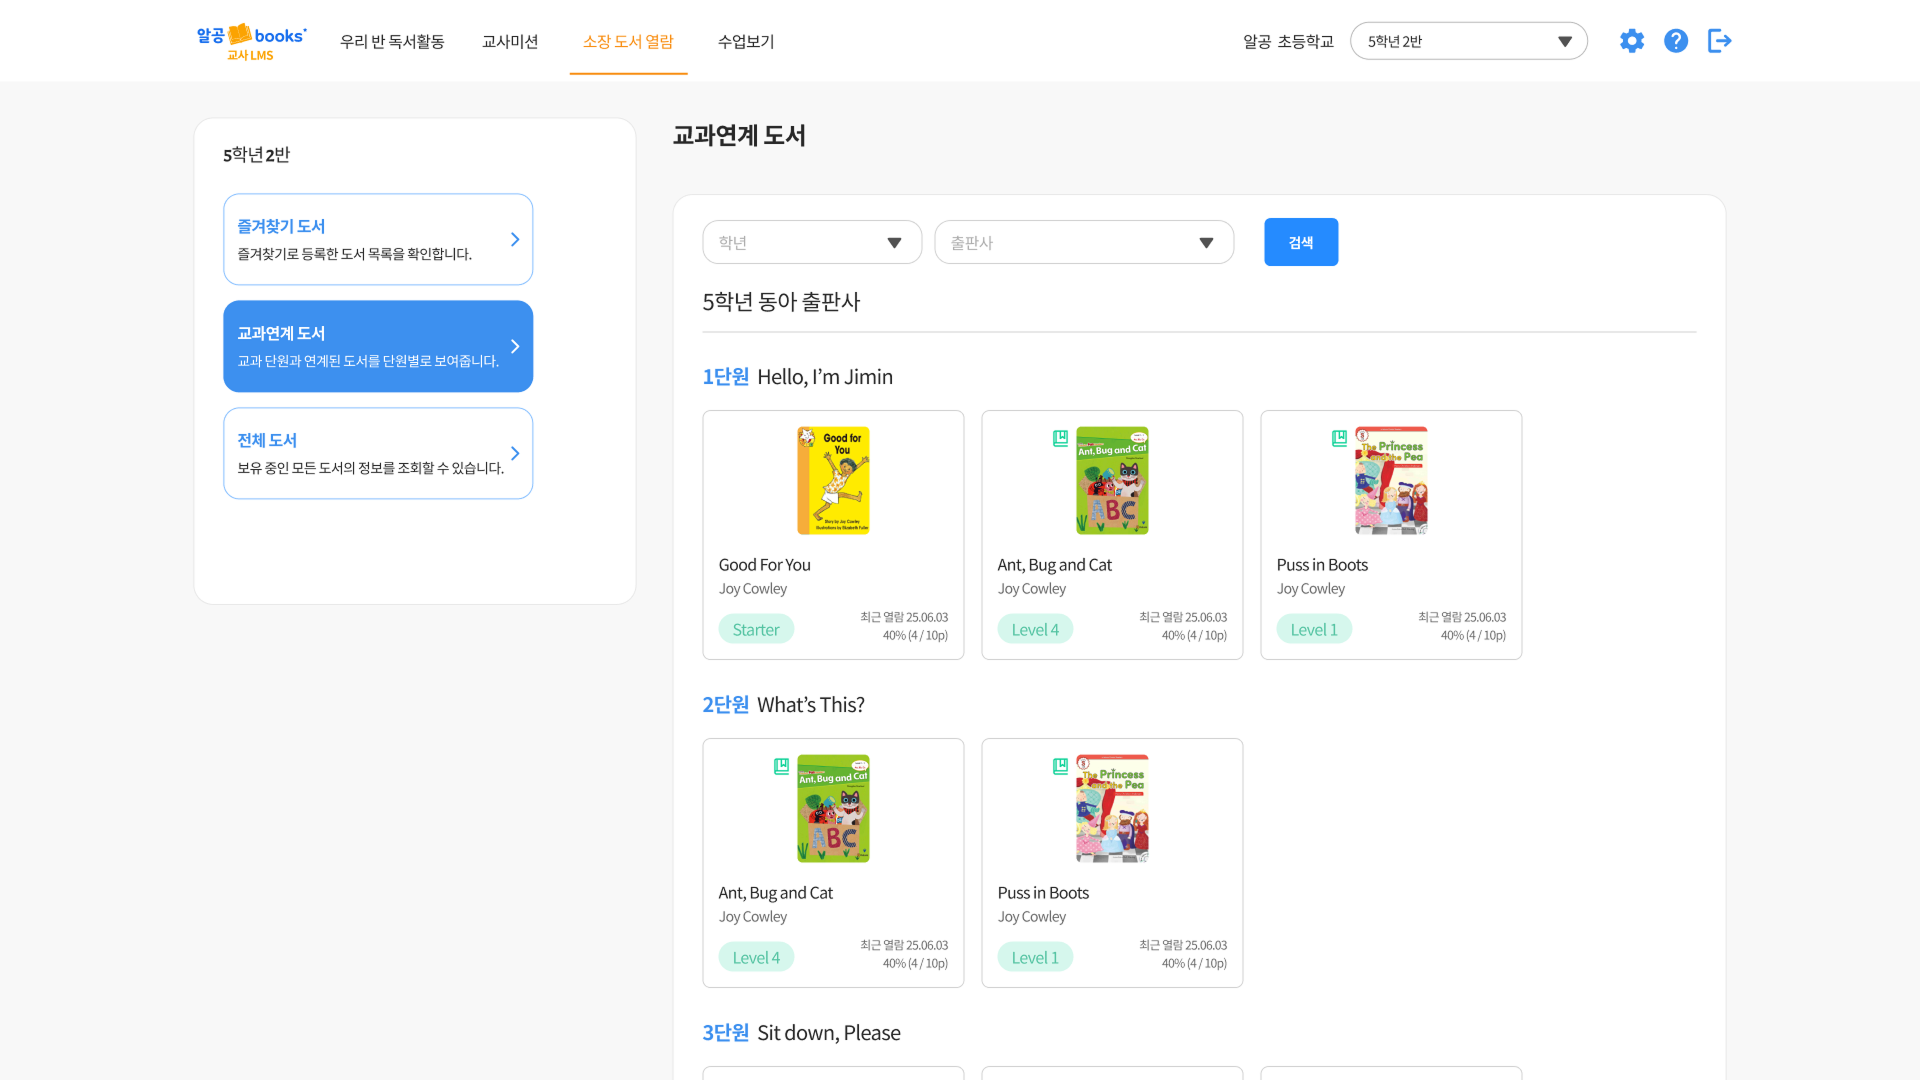 알공 books
교사 LMS
우리 반 독서활동
교사미션
소장 도서 열람
수업보기
알공 초등학교
5학년 2반
5학년 2반
즐겨찾기 도서
즐겨찾기로 등록한 도서 목록을 확인합니다.
교과연계 도서
교과 단원과 연계된 도서를 단원별로 보여줍니다.
전체 도서
보유 중인 모든 도서의 정보를 조회할 수 있습니다.
교과연계 도서
학년
출판사
검색
5학년 동아 출판사
1단원 Hello, I’m Jimin
Good for
You
Story by Joy Cowley
Illustrations by Elizabeth Fuller
Good For You
Joy Cowley
Starter
최근 열람 25.06.03
40% (4 / 10p)
Ant, Bug and Cat
ABC
Ant, Bug and Cat
Joy Cowley
Level 4
최근 열람 25.06.03
40% (4 / 10p)
The Princess
and the Pea
Puss in Boots
Joy Cowley
Level 1
최근 열람 25.06.03
40% (4 / 10p)
2단원 What’s This?
Ant, Bug and Cat
ABC
Ant, Bug and Cat
Joy Cowley
Level 4
최근 열람 25.06.03
40% (4 / 10p)
The Princess
and the Pea
Puss in Boots
Joy Cowley
Level 1
최근 열람 25.06.03
40% (4 / 10p)
3단원 Sit down, Please